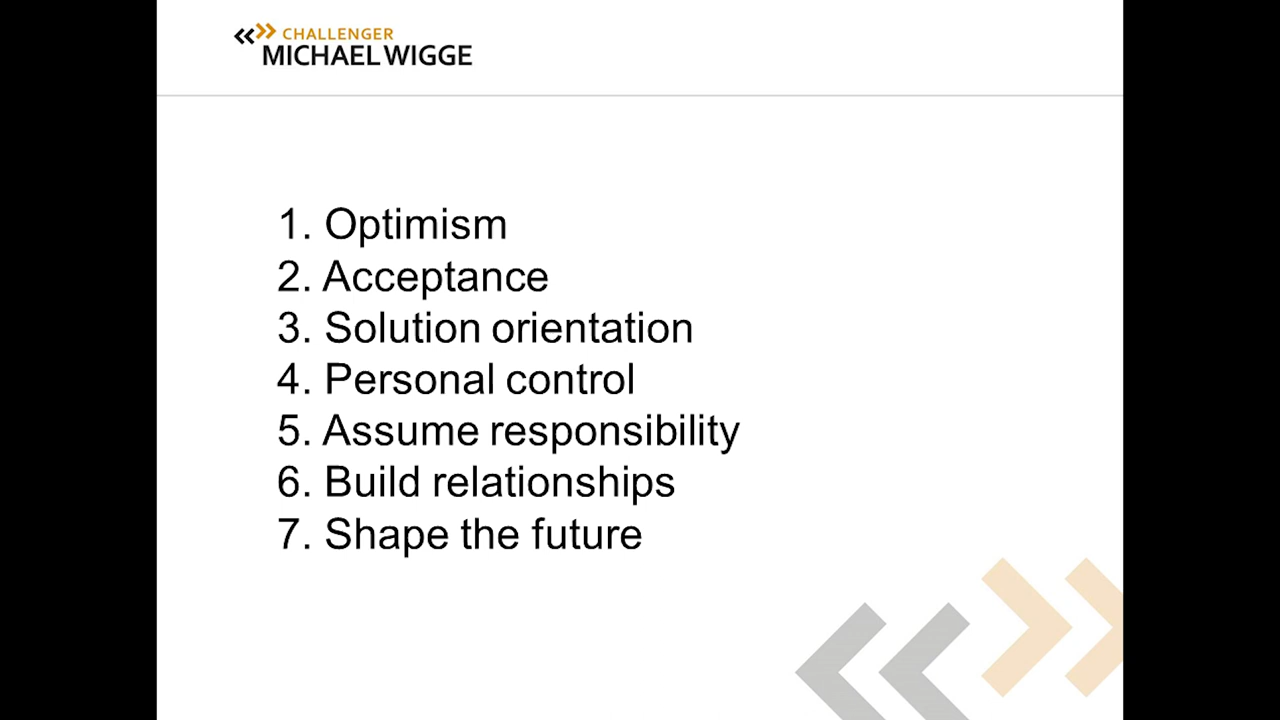 CHALLENGER
MICHAEL WIGGE
1. Optimism
2. Acceptance
3. Solution orientation
4. Personal control
5. Assume responsibility
6. Build relationships
7. Shape the future